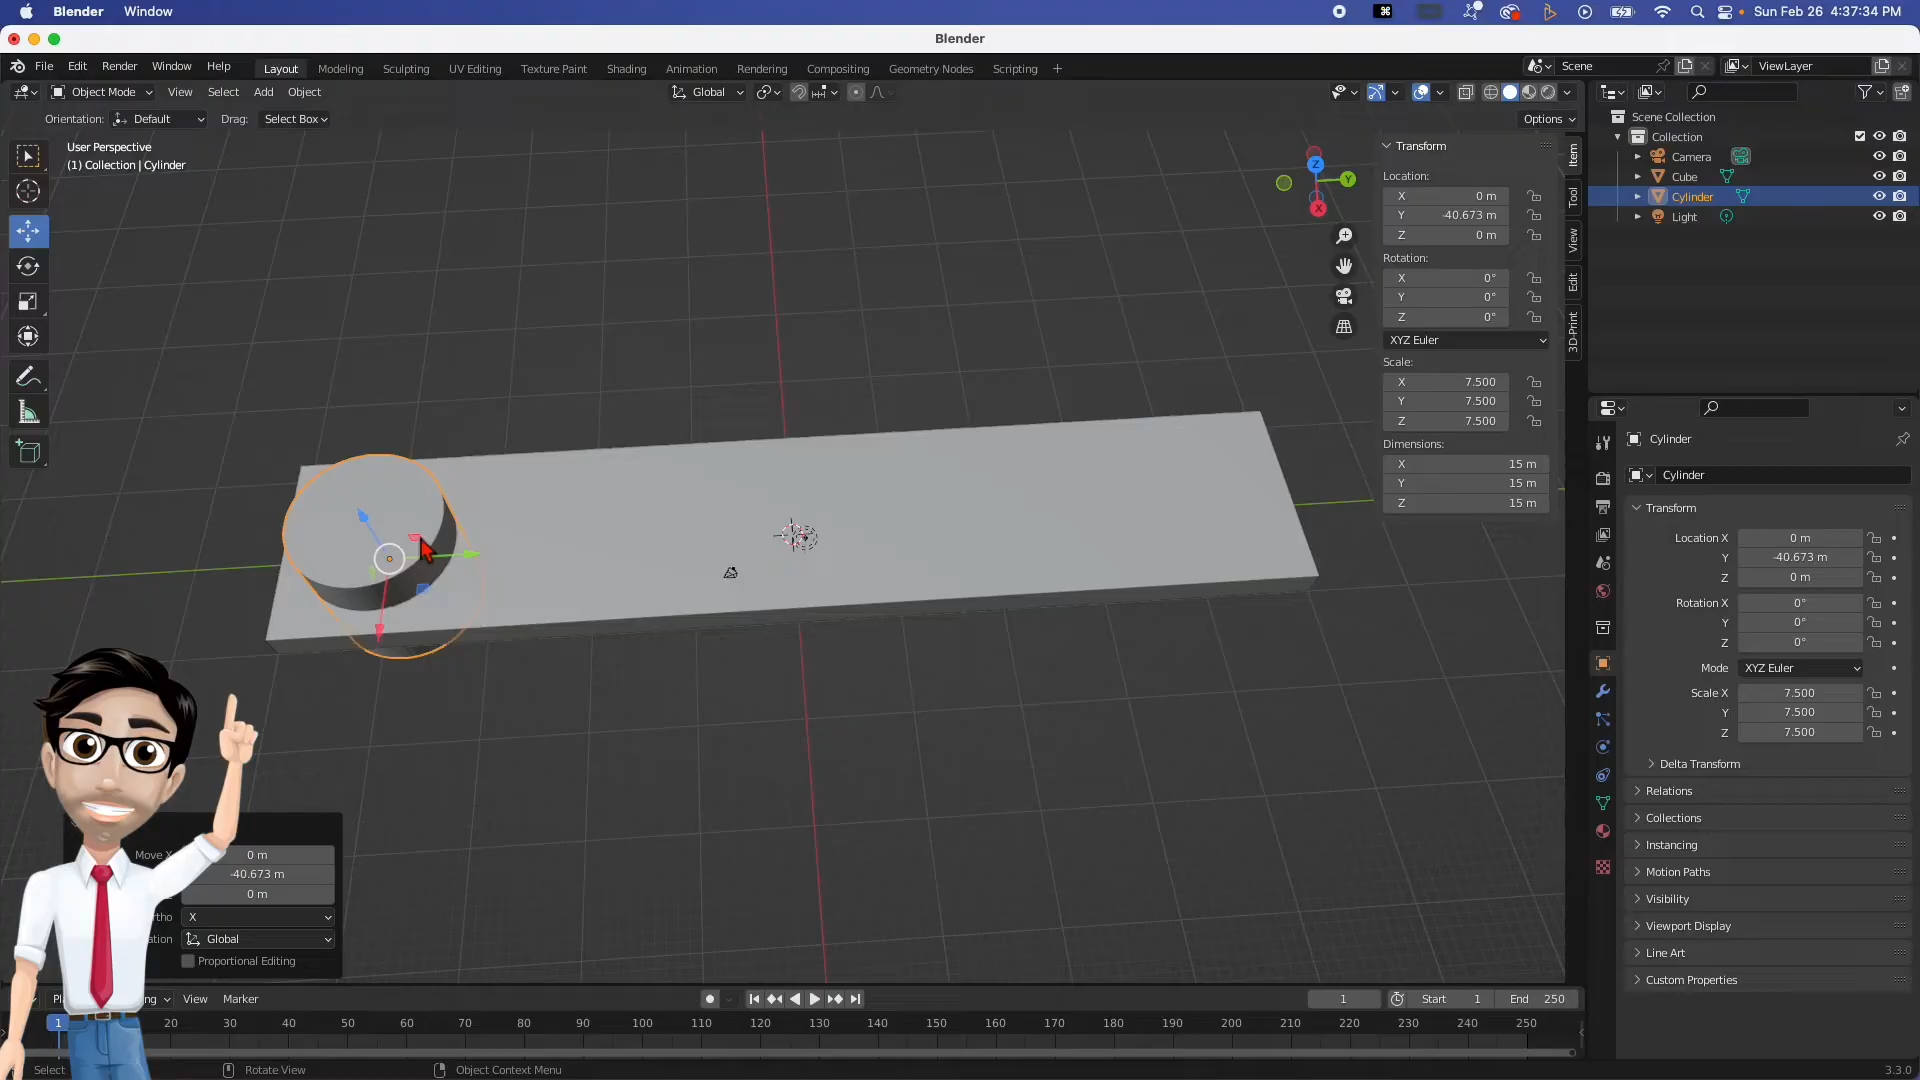 Blender Window Sun Feb 26 4:37:34 PM
Blender
File Edit Render Window Help Layout Modeling Sculpting UV Editing Texture Paint Shading Animation Rendering Compositing Geometry Nodes Scripting + Scene ViewLayer
Object Mode View Select Add Object Global
Orientation: Default Drag: Select Box Options
User Perspective
(1) Collection | Cylinder
Z
Y
X
Transform
Location:
X 0 m
Y -40.673 m
Z 0 m
Rotation:
X 0°
Y 0°
Z 0°
XYZ Euler
Scale:
X 7.500
Y 7.500
Z 7.500
Dimensions:
X 15 m
Y 15 m
Z 15 m
Item
Tool
View
Edit
3D-Print
Scene Collection
Collection
Camera
Cube
Cylinder
Light
Cylinder
Cylinder
Transform
Location X 0 m
Y -40.673 m
Z 0 m
Rotation X 0°
Y 0°
Z 0°
Mode XYZ Euler
Scale X 7.500
Y 7.500
Z 7.500
Delta Transform
Relations
Collections
Instancing
Motion Paths
Visibility
Viewport Display
Line Art
Custom Properties
Move X 0 m
-40.673 m
0 m
X
Global
Proportional Editing
View Marker 1 Start 1 End 250
1 20 30 40 50 60 70 80 90 100 110 120 130 140 150 160 170 180 190 200 210 220 230 240 250
Select Rotate View Object Context Menu 3.3.0